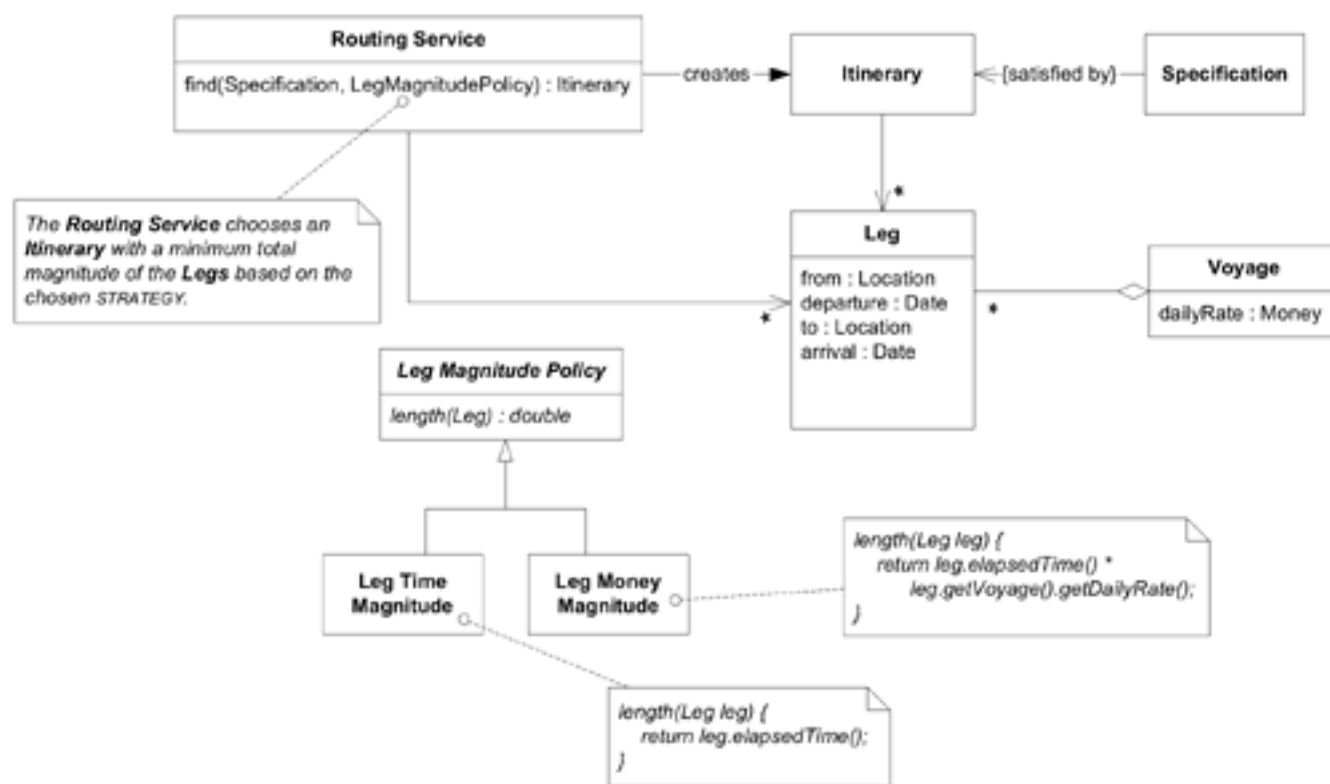 Routing Service
find(Specification, LegMagnitudePolicy) : Itinerary
creates
Itinerary
{satisfied by}
Specification
The Routing Service chooses an
Itinerary with a minimum total
magnitude of the Legs based on the
chosen STRATEGY.
*
*
Leg
from : Location
departure : Date
to : Location
arrival : Date
*
Voyage
dailyRate : Money
Leg Magnitude Policy
length(Leg) : double
Leg Time
Magnitude
Leg Money
Magnitude
length(Leg leg) {
return leg.elapsedTime() *
leg.getVoyage().getDailyRate();
}
length(Leg leg) {
return leg.elapsedTime();
}